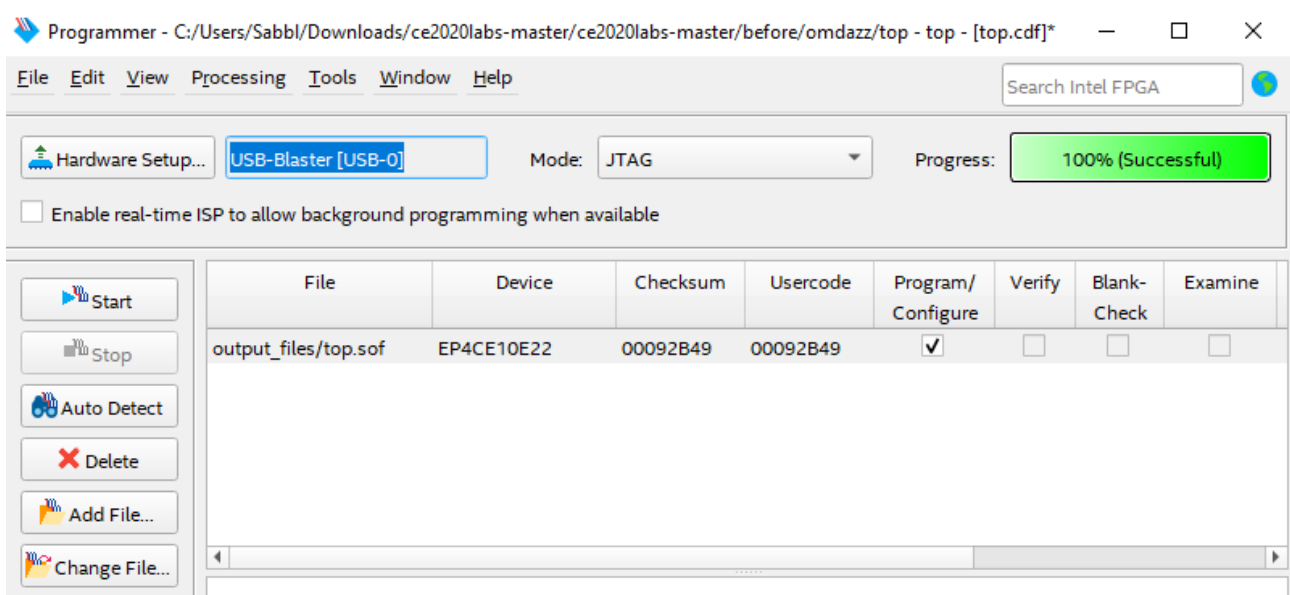 Programmer - C:/Users/Sabbl/Downloads/ce2020labs-master/ce2020labs-master/before/omdazz/top - top - [top.cdf]*
File Edit View Processing Tools Window Help
Search Intel FPGA
Hardware Setup... USB-Blaster [USB-0] Mode: JTAG Progress: 100% (Successful)
Enable real-time ISP to allow background programming when available
File Device Checksum Usercode Program/ Configure Verify Blank- Check Examine
output_files/top.sof EP4CE10E22 00092B49 00092B49
Start
Stop
Auto Detect
Delete
Add File...
Change File...